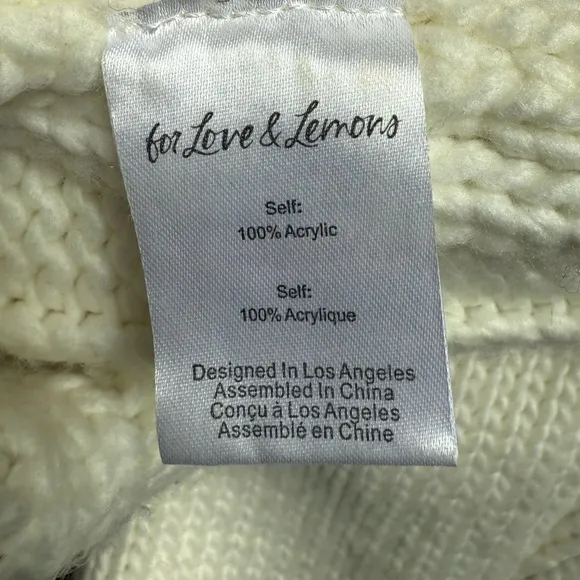 for Love & Lemons
Self:
100% Acrylic
Self:
100% Acrylique
Designed In Los Angeles
Assembled In China
Conçu à Los Angeles
Assemblé en Chine